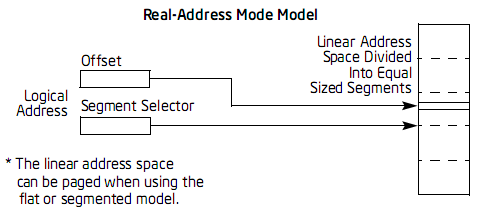 Real-Address Mode Model
Linear Address
Space Divided
Into Equal
Sized Segments
Offset
Logical
Address
Segment Selector
* The linear address space
can be paged when using the
flat or segmented model.